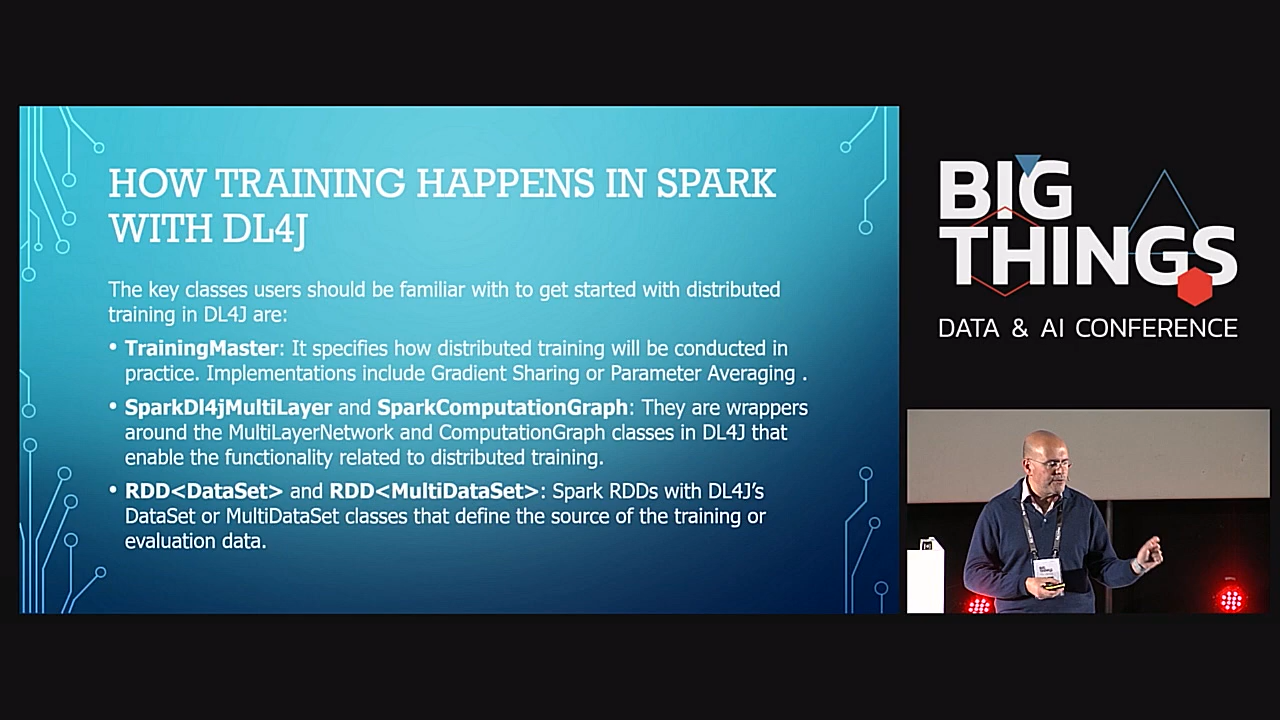 HOW TRAINING HAPPENS IN SPARK
WITH DL4J
The key classes users should be familiar with to get started with distributed
training in DL4J are:
• TrainingMaster: It specifies how distributed training will be conducted in
practice. Implementations include Gradient Sharing or Parameter Averaging .
• SparkDl4jMultiLayer and SparkComputationGraph: They are wrappers
around the MultiLayerNetwork and ComputationGraph classes in DL4J that
enable the functionality related to distributed training.
• RDD<DataSet> and RDD<MultiDataSet>: Spark RDDs with DL4J’s
DataSet or MultiDataSet classes that define the source of the training or
evaluation data.
BIG
THINGS
DATA & AI CONFERENCE